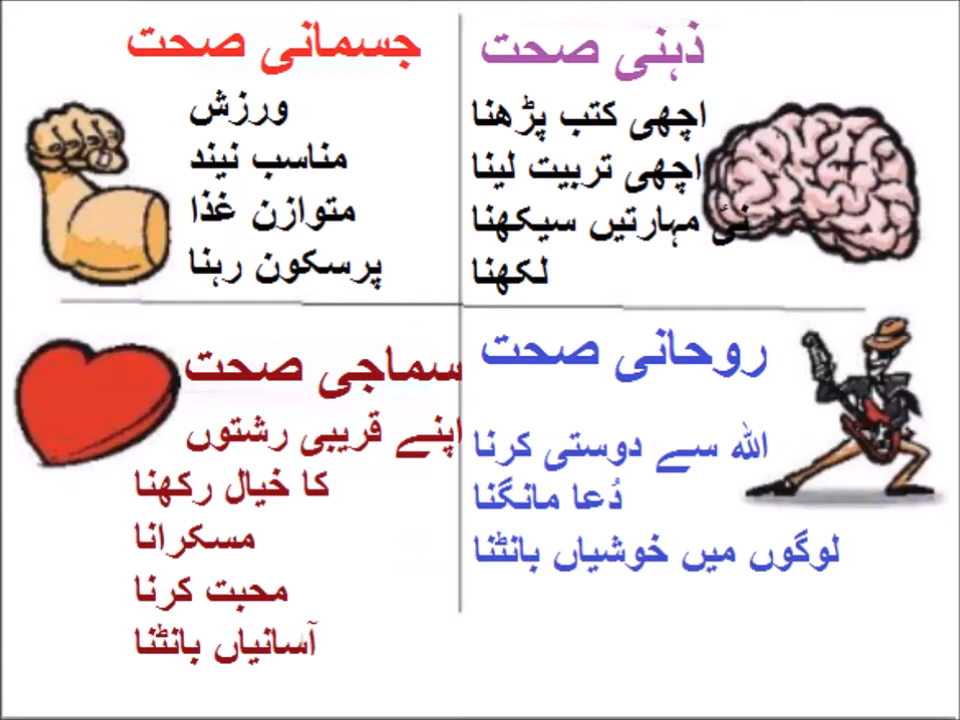 ذہنی صحت
اچھی کتب پڑھنا
اچھی تربیت لینا
نئی مہارتیں سیکھنا
لکھنا
جسمانی صحت
ورزش
مناسب نیند
متوازن غذا
پرسکون رہنا
روحانی صحت
اللہ سے دوستی کرنا
دُعا مانگنا
لوگوں میں خوشیاں بانٹنا
سماجی صحت
اپنے قریبی رشتوں
کا خیال رکھنا
مسکرانا
محبت کرنا
آسانیاں بانٹنا